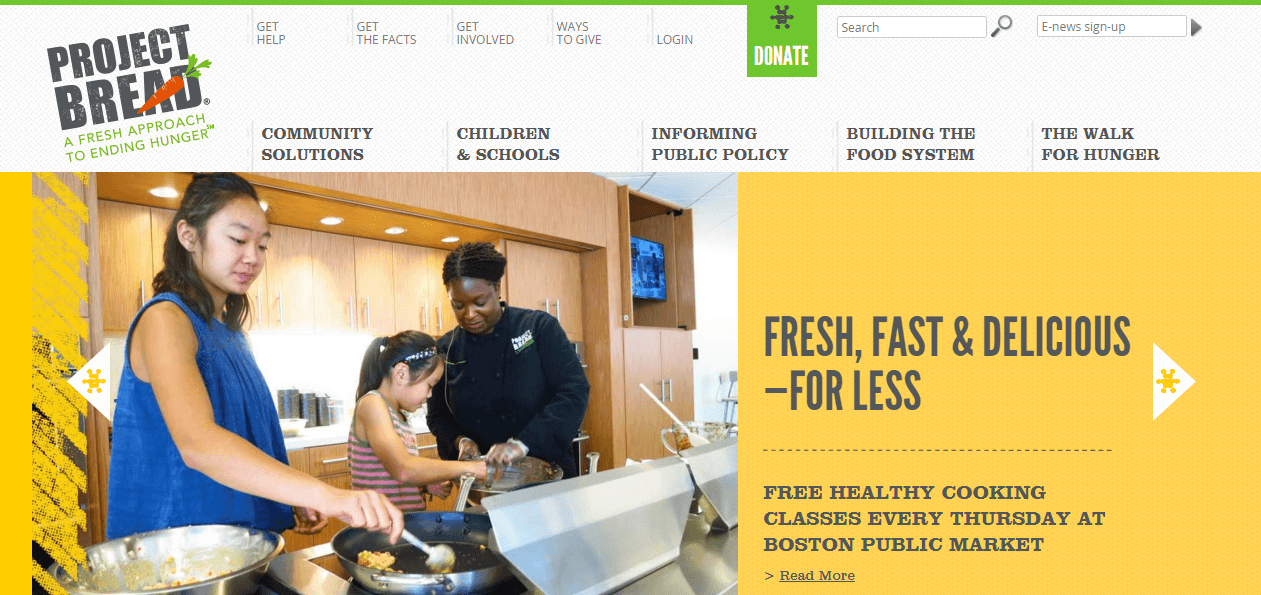 PROJECT
BREAD®
A FRESH APPROACH
TO ENDING HUNGER℠
GET
HELP
GET
THE FACTS
GET
INVOLVED
WAYS
TO GIVE
LOGIN
DONATE
Search
E-news sign-up
COMMUNITY
SOLUTIONS
CHILDREN
& SCHOOLS
INFORMING
PUBLIC POLICY
BUILDING THE
FOOD SYSTEM
THE WALK
FOR HUNGER
PROJECT
BREAD
FRESH, FAST & DELICIOUS
—FOR LESS
FREE HEALTHY COOKING
CLASSES EVERY THURSDAY AT
BOSTON PUBLIC MARKET
> Read More